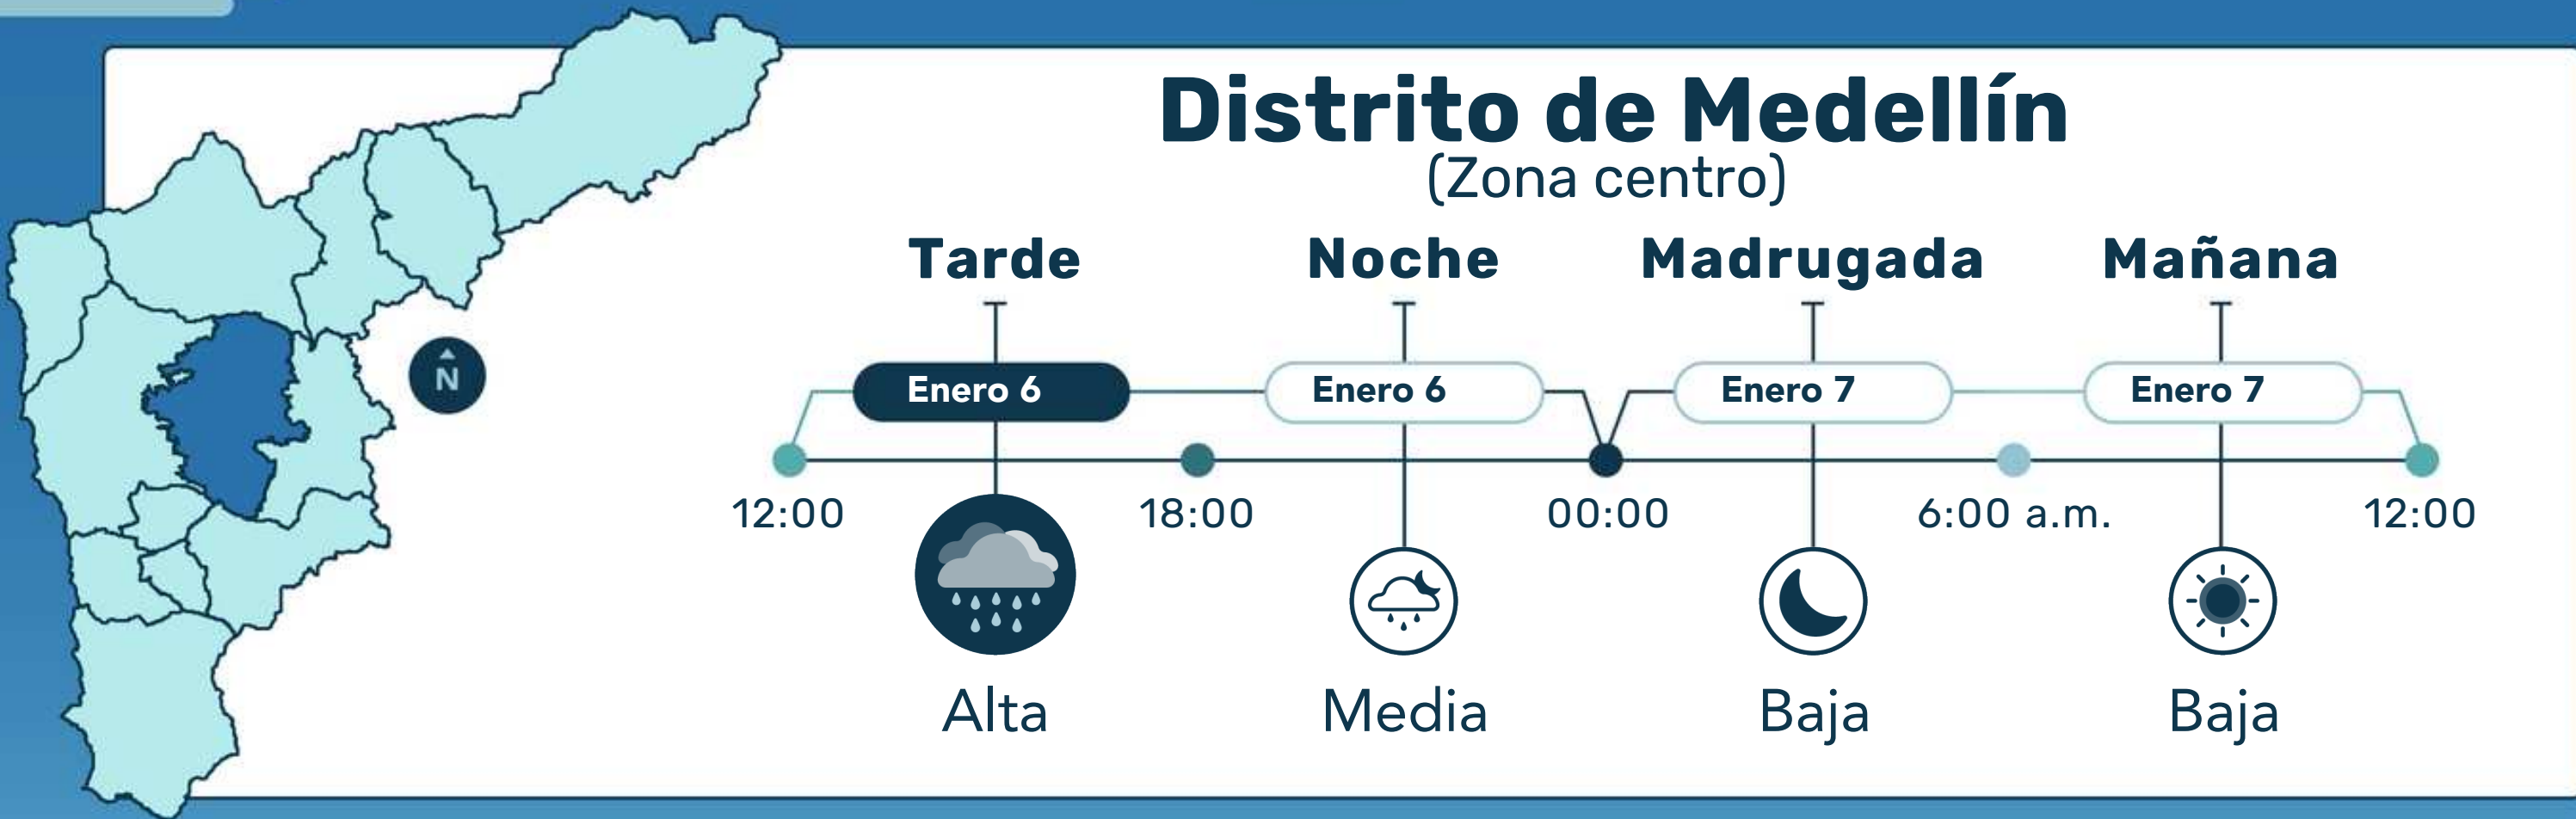 Distrito de Medellín
(Zona centro)
Tarde Noche Madrugada Mañana
Enero 6 Enero 6 Enero 7 Enero 7
N
12:00 18:00 00:00 6:00 a.m. 12:00
Alta Media Baja Baja